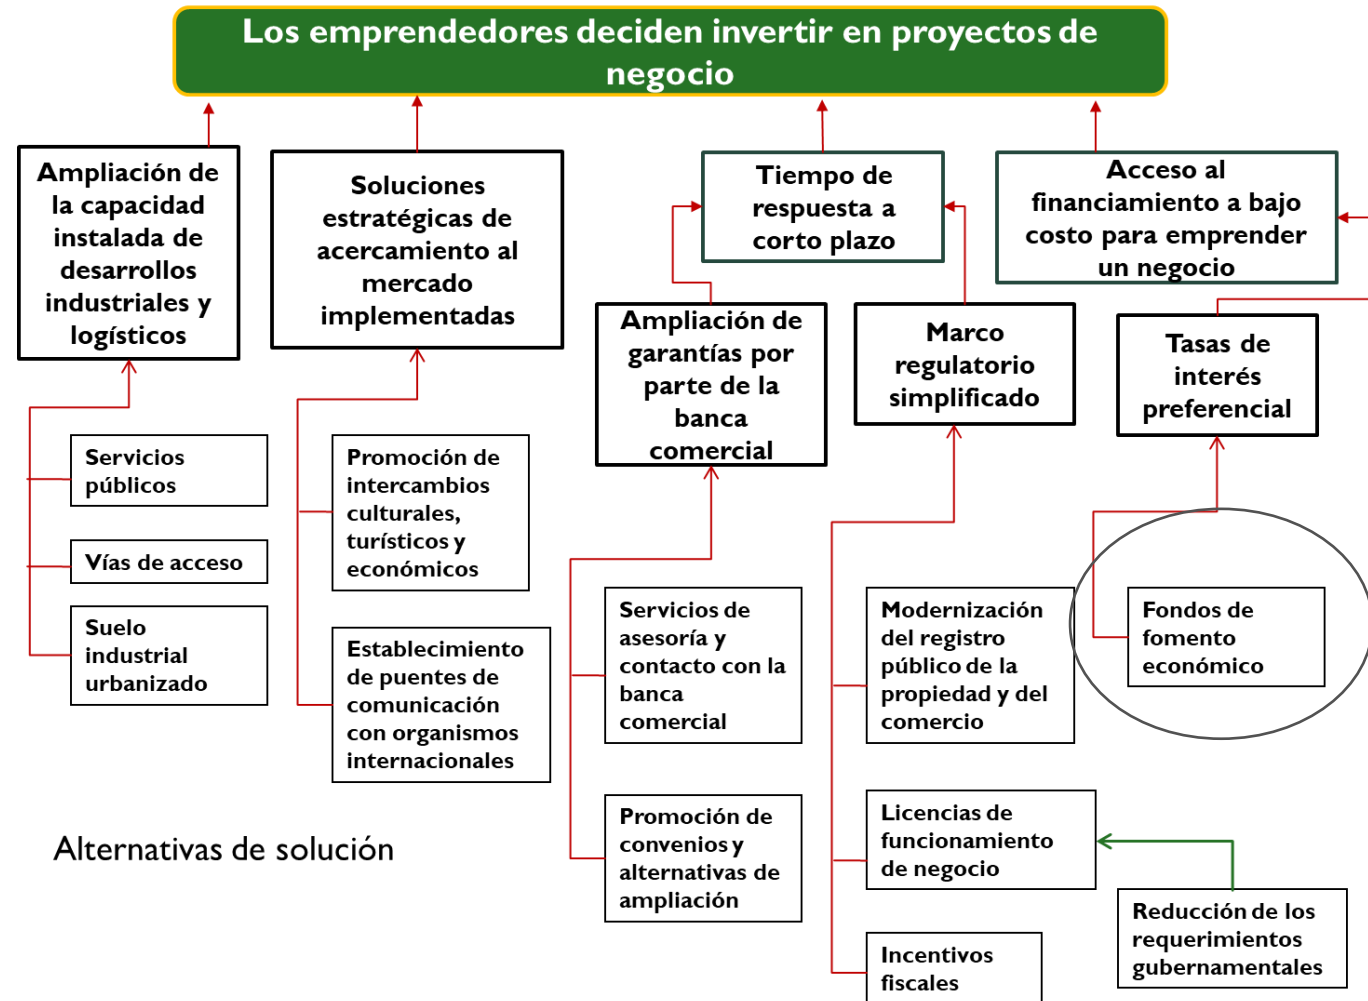 Los emprendedores deciden invertir en proyectos de
negocio
Ampliación de
la capacidad
instalada de
desarrollos
industriales y
logísticos
Soluciones
estratégicas de
acercamiento al
mercado
implementadas
Tiempo de
respuesta a
corto plazo
Acceso al
financiamiento a bajo
costo para emprender
un negocio
Ampliación de
garantías por
parte de la
banca
comercial
Marco
regulatorio
simplificado
Tasas de
interés
preferencial
Servicios
públicos
Vías de acceso
Suelo
industrial
urbanizado
Promoción de
intercambios
culturales,
turísticos y
económicos
Establecimiento
de puentes de
comunicación
con organismos
internacionales
Servicios de
asesoría y
contacto con la
banca
comercial
Promoción de
convenios y
alternativas de
ampliación
Modernización
del registro
público de la
propiedad y del
comercio
Licencias de
funcionamiento
de negocio
Incentivos
fiscales
Fondos de
fomento
económico
Reducción de los
requerimientos
gubernamentales
Alternativas de solución